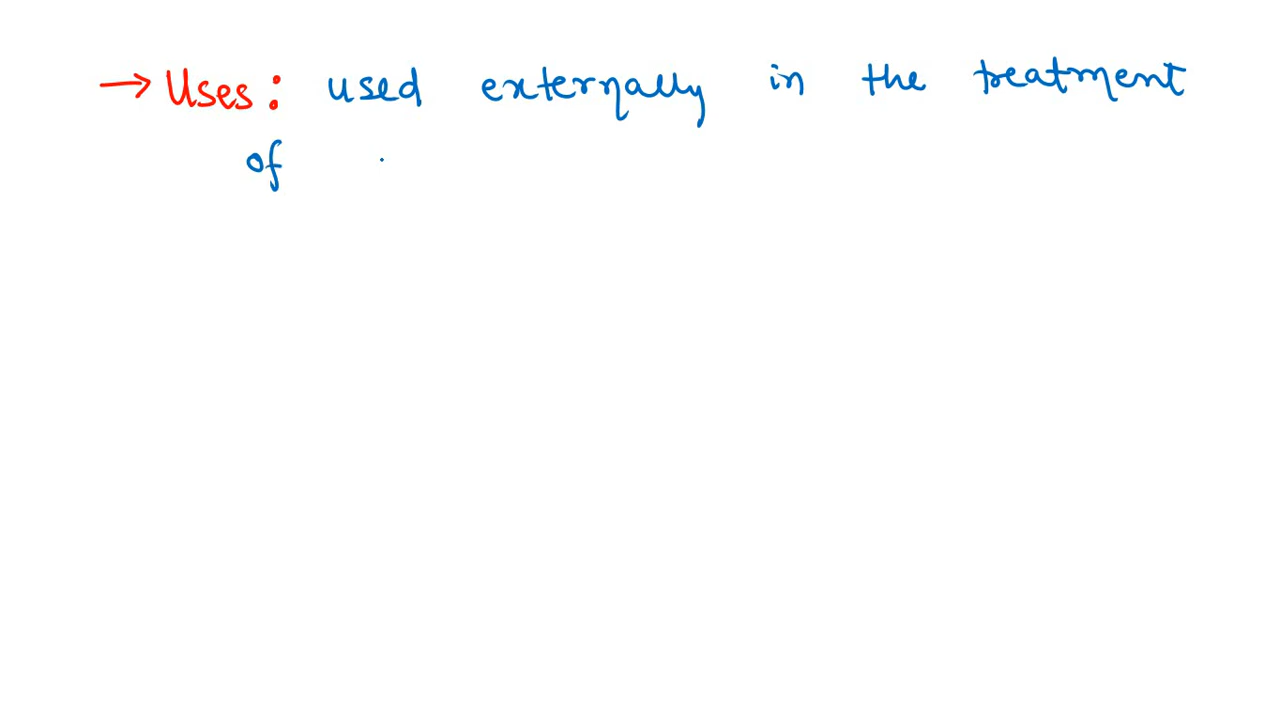 → Uses: used externally in the treatment
of